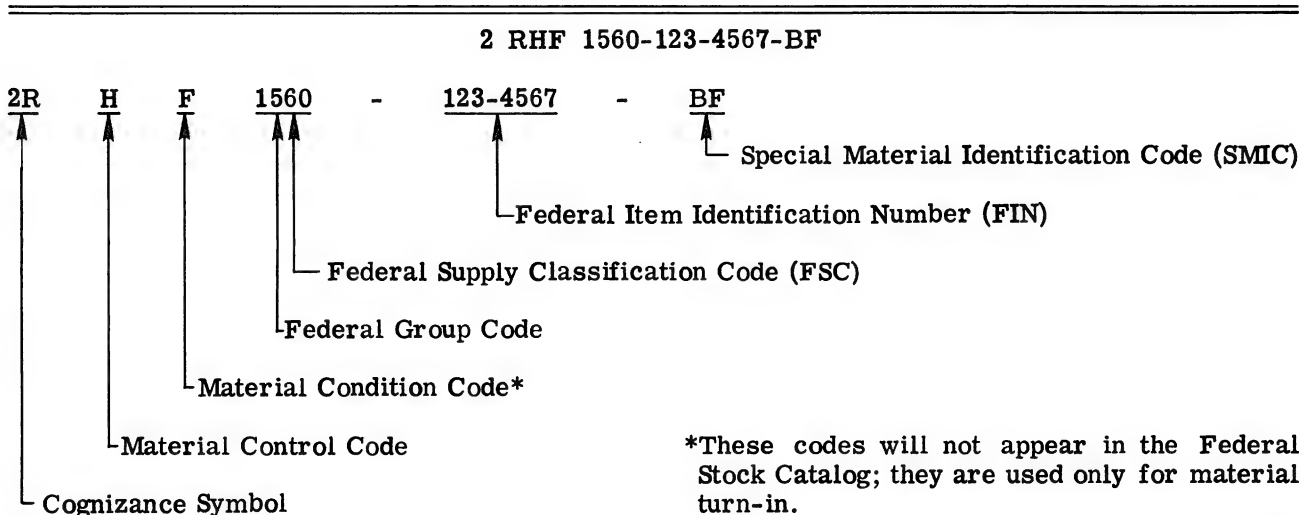 2 RHF 1560-123-4567-BF
2R H F 1560 - 123-4567 - BF
Special Material Identification Code (SMIC)
Federal Item Identification Number (FIN)
Federal Supply Classification Code (FSC)
Federal Group Code
Material Condition Code*
Material Control Code
Cognizance Symbol
*These codes will not appear in the Federal
Stock Catalog; they are used only for material
turn-in.